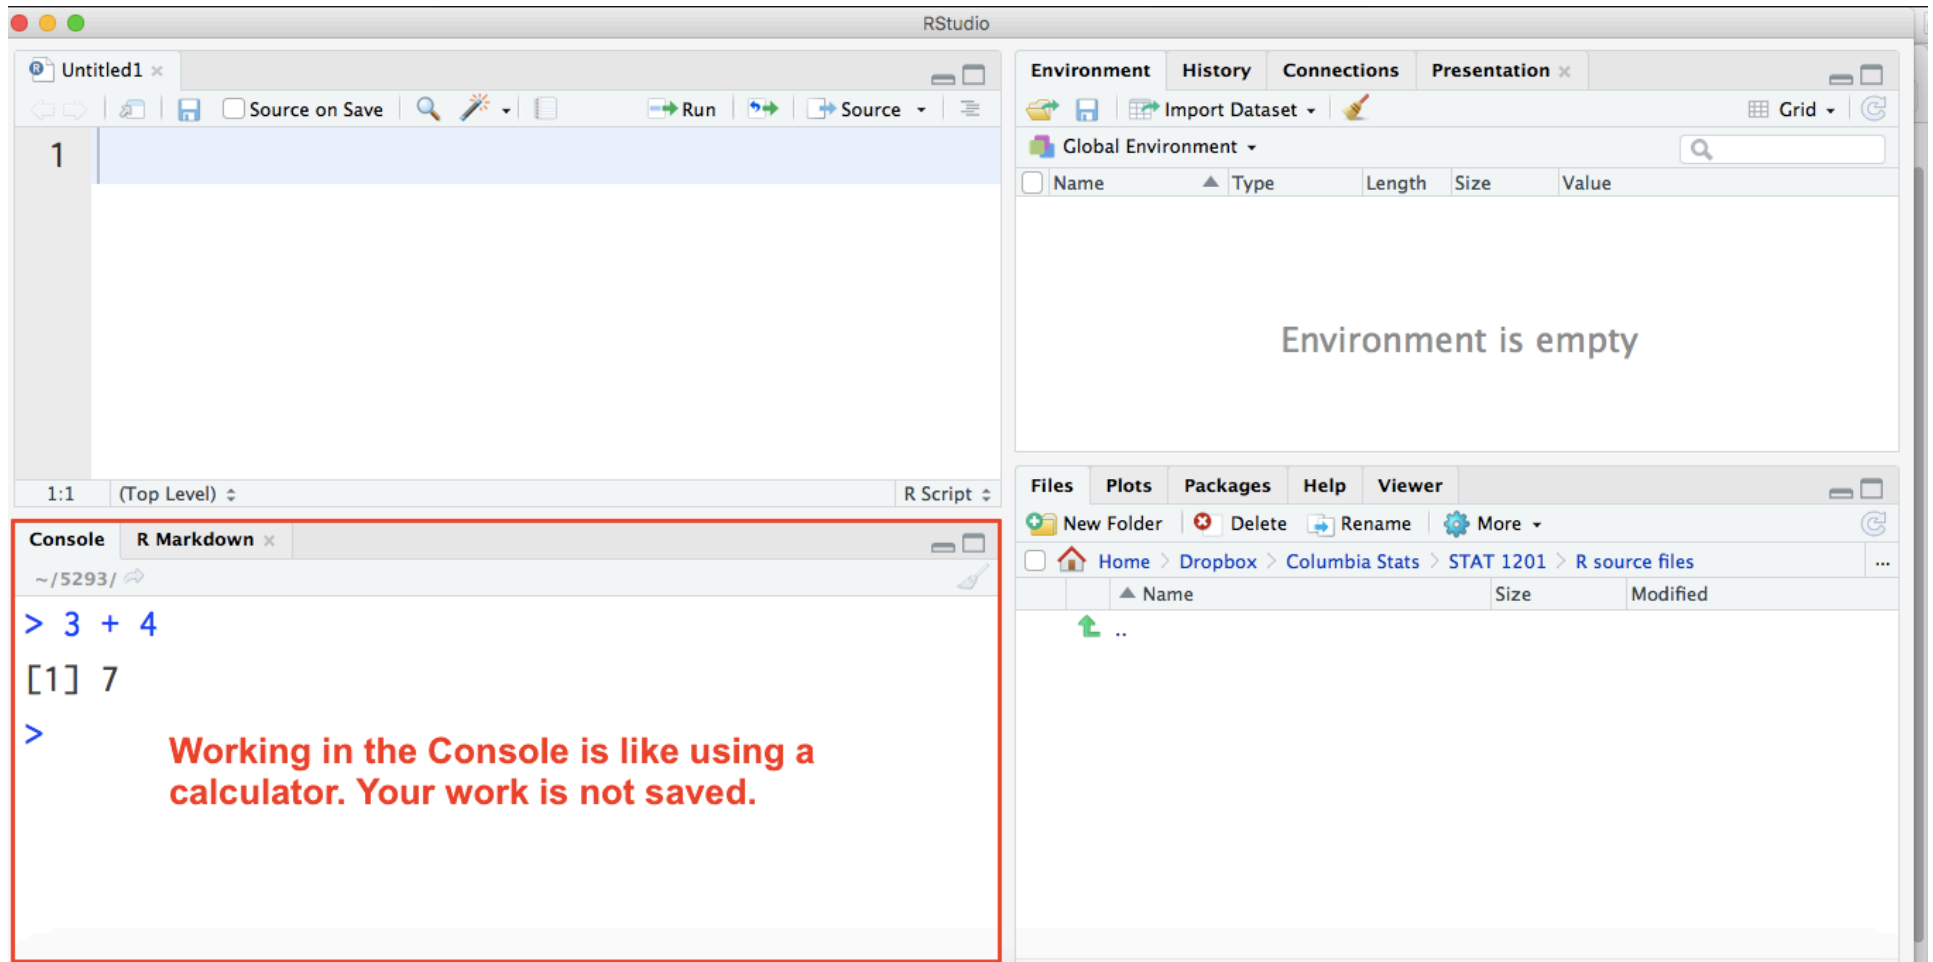 RStudio
Untitled1
Source on Save
Run
Source
1
1:1
(Top Level)
R Script
Console
R Markdown
~/5293/
> 3 + 4
[1] 7
>
Working in the Console is like using a
calculator. Your work is not saved.
Environment
History
Connections
Presentation
Import Dataset
Grid
Global Environment
Name
Type
Length
Size
Value
Environment is empty
Files
Plots
Packages
Help
Viewer
New Folder
Delete
Rename
More
Home
Dropbox
Columbia Stats
STAT 1201
R source files
...
Name
Size
Modified
..